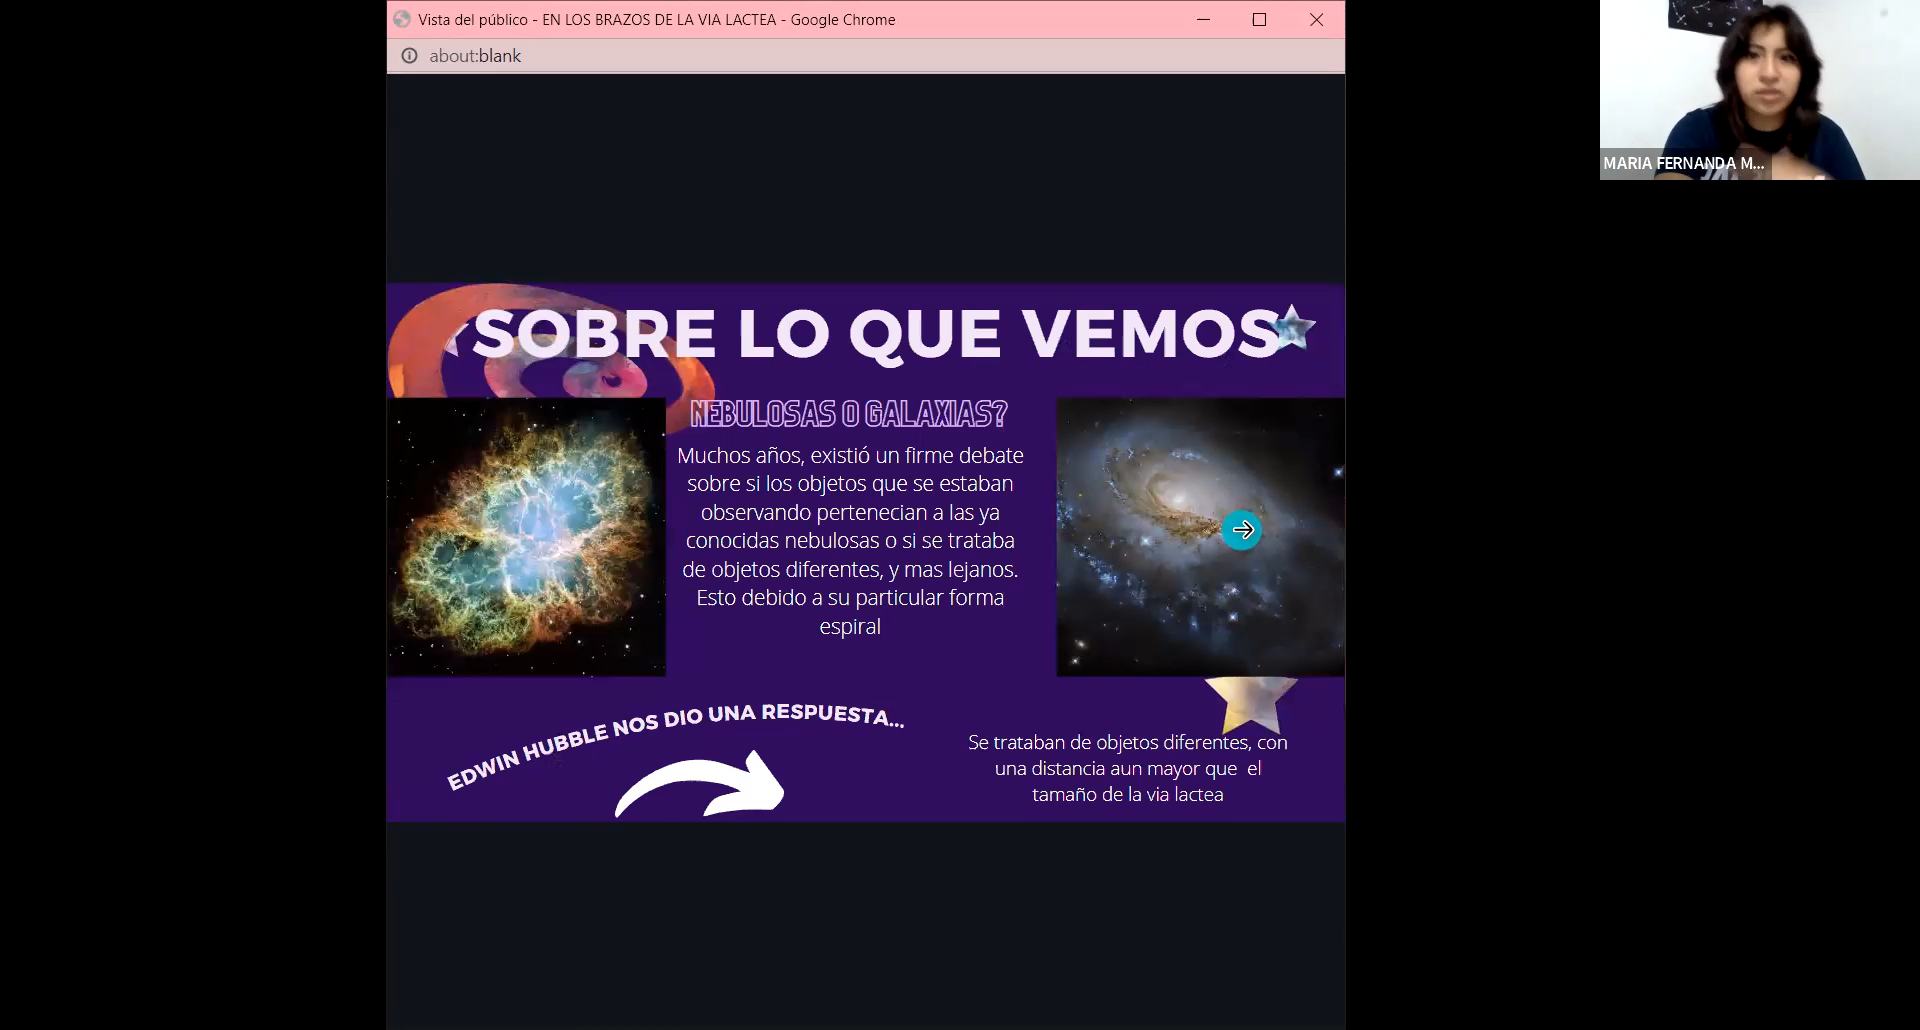 Vista del público - EN LOS BRAZOS DE LA VIA LACTEA - Google Chrome
about:blank
MARIA FERNANDA M...
SOBRE LO QUE VEMOS
NEBULOSAS O GALAXIAS?
Muchos años, existió un firme debate
sobre si los objetos que se estaban
observando pertenecian a las ya
conocidas nebulosas o si se trataba
de objetos diferentes, y mas lejanos.
Esto debido a su particular forma
espiral
EDWIN HUBBLE NOS DIO UNA RESPUESTA...
Se trataban de objetos diferentes, con
una distancia aun mayor que el
tamaño de la via lactea